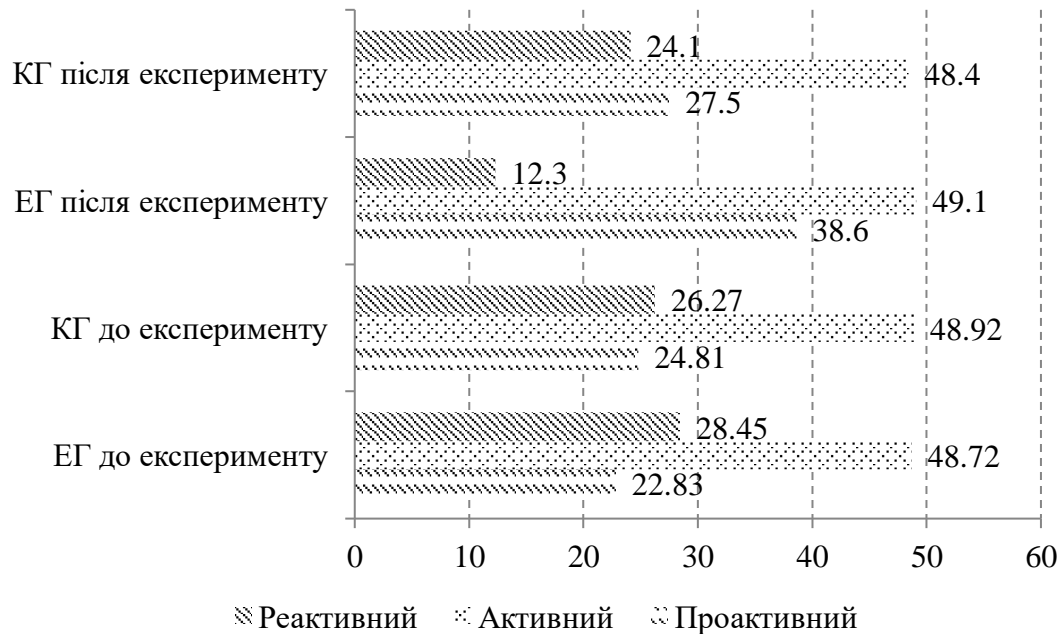 КГ після експерименту
24.1
48.4
27.5
ЕГ після експерименту
12.3
49.1
38.6
КГ до експерименту
26.27
48.92
24.81
ЕГ до експерименту
28.45
48.72
22.83
0 10 20 30 40 50 60
Реактивний Активний Проактивний